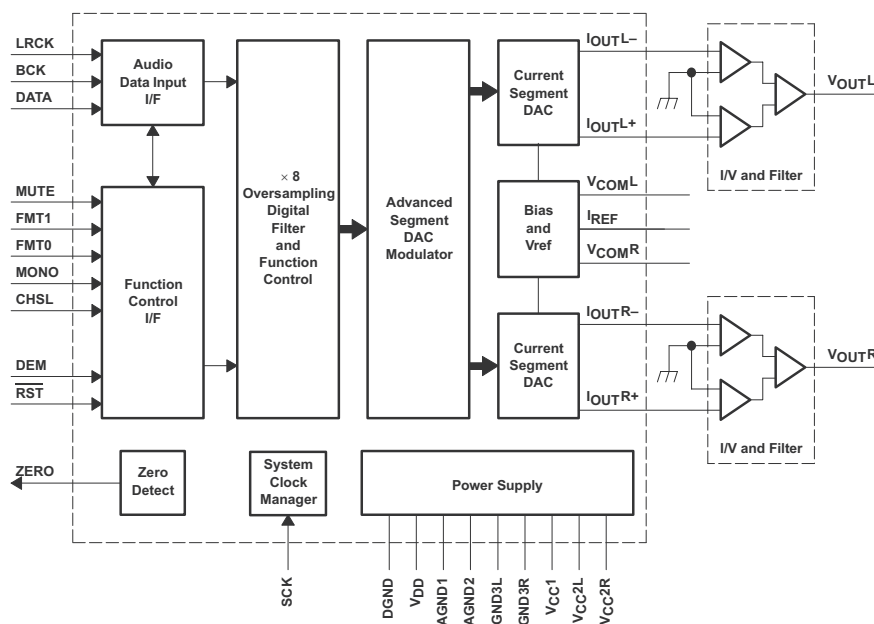 LRCK
BCK
DATA
MUTE
FMT1
FMT0
MONO
CHSL
DEM
RST
ZERO
Audio
Data Input
I/F
Function
Control
I/F
× 8
Oversampling
Digital
Filter
and
Function
Control
Advanced
Segment
DAC
Modulator
Current
Segment
DAC
Bias
and
Vref
Current
Segment
DAC
IOUTL–
IOUTL+
VCOML
IREF
VCOMR
IOUTR–
IOUTR+
VOUTL
I/V and Filter
VOUTR
I/V and Filter
Zero
Detect
System
Clock
Manager
Power Supply
SCK
DGND
VDD
AGND1
AGND2
GND3L
GND3R
VCC1
VCC2L
VCC2R